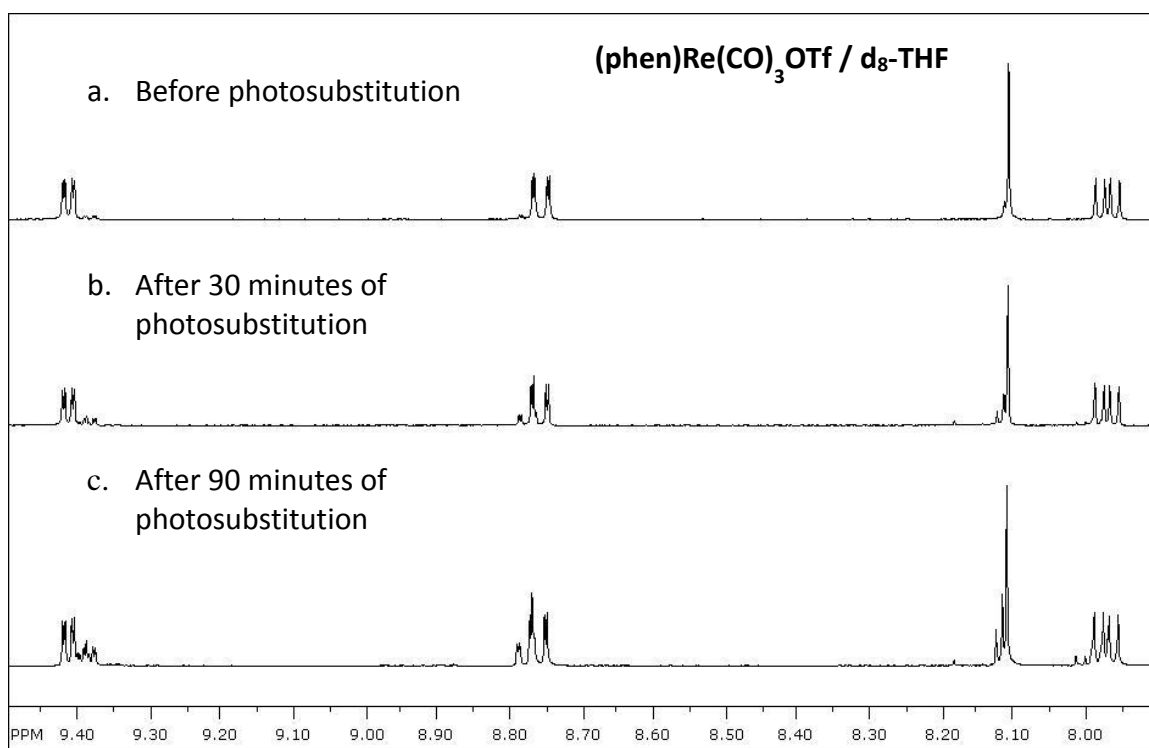 (phen)Re(CO)₃OTf / d₈-THF
a. Before photosubstitution
b. After 30 minutes of
photosubstitution
c. After 90 minutes of
photosubstitution
PPM 9.40 9.30 9.20 9.10 9.00 8.90 8.80 8.70 8.60 8.50 8.40 8.30 8.20 8.10 8.00